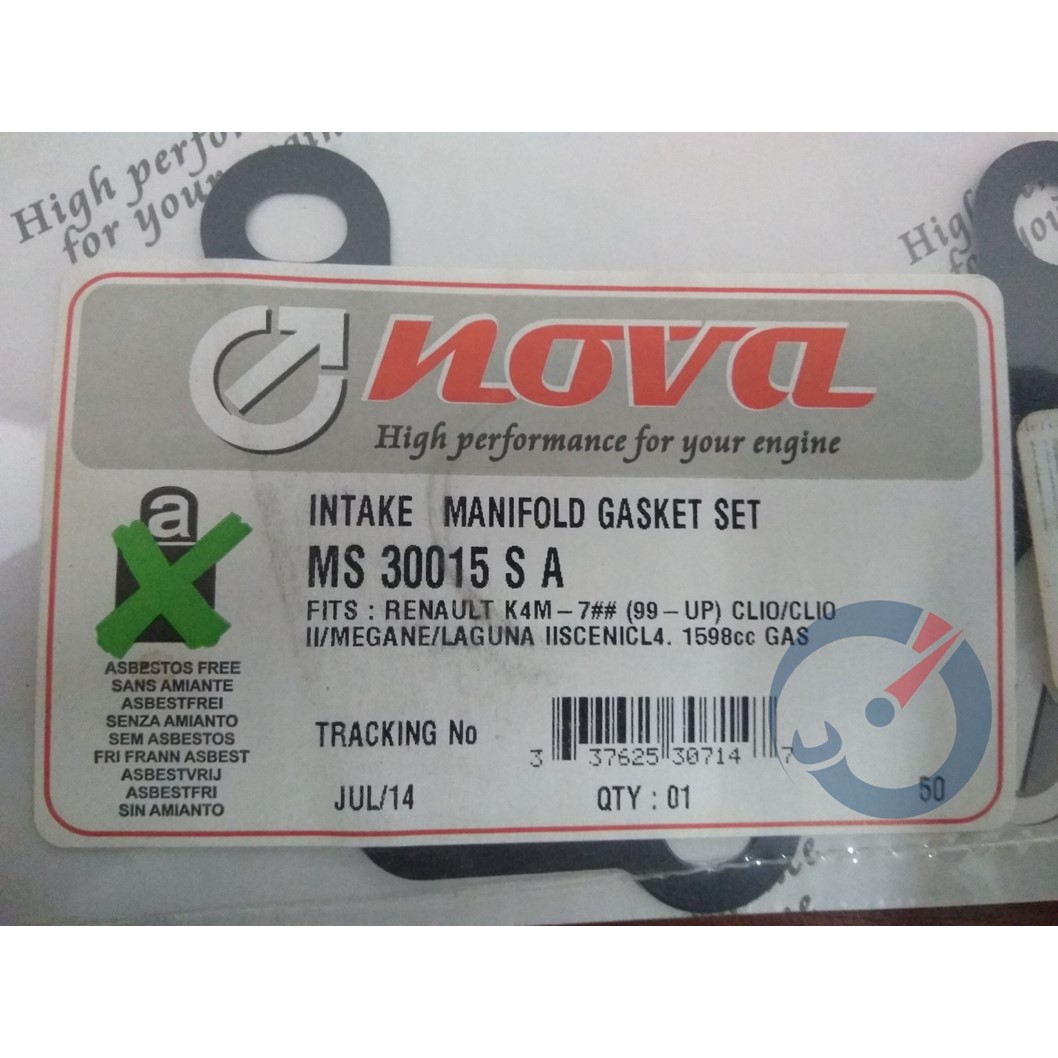 High perfo
for your
High
nova
High performance for your engine
a
INTAKE MANIFOLD GASKET SET
MS 30015 S A
FITS : RENAULT K4M-7## (99-UP) CLIO/CLIO
II/MEGANE/LAGUNA IISCENICL4. 1598cc GAS
ASBESTOS FREE
SANS AMIANTE
ASBESTFREI
SENZA AMIANTO
SEM ASBESTOS
FRI FRANN ASBEST
ASBESTVRIJ
ASBESTFRI
SIN AMIANTO
TRACKING No
3 37625 30714 7
JUL/14
QTY : 01
50